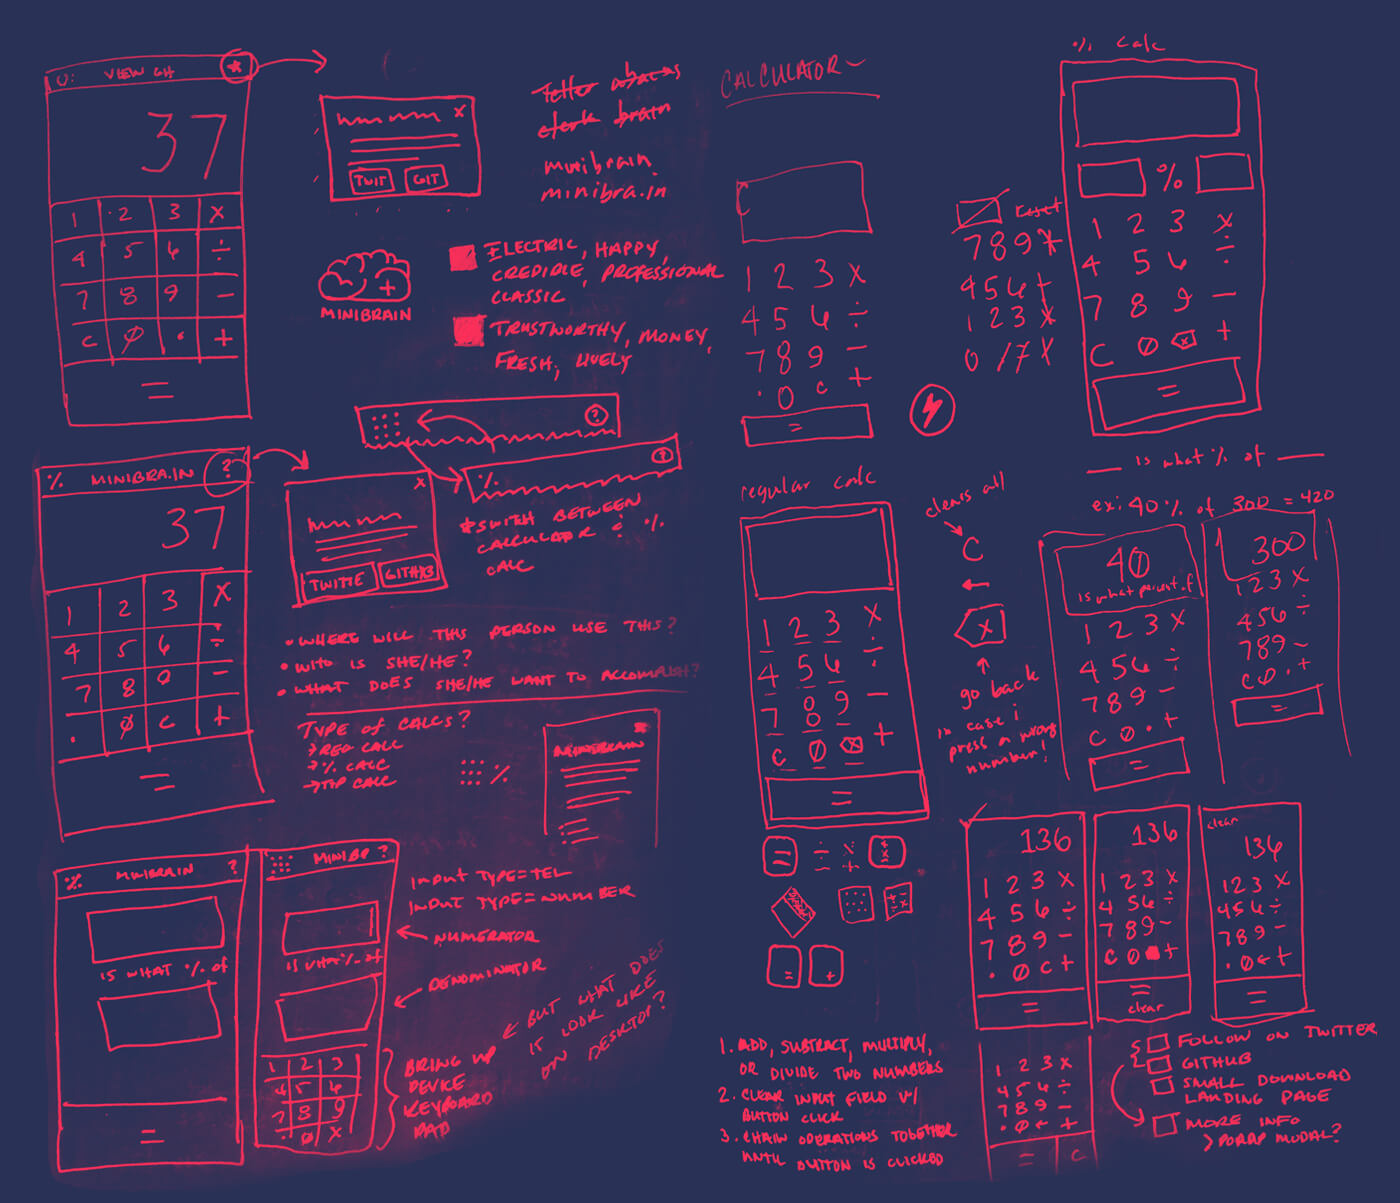 VIEW GH *
37
1 2 3 X
4 5 6 ÷
7 8 9 -
C 0 . +
=
X
TWIT GIT
Teller abacus
clerk brain
minibrain
minibra.in
MINIBRAIN
ELECTRIC, HAPPY,
CREDIBLE, PROFESSIONAL
CLASSIC
TRUSTWORTHY, MONEY,
FRESH, LIVELY
?
% ?
* SWITH BETWEEN
CALCULATOR & %
CALC
% MINIBRA.IN ?
37
1 2 3 X
4 5 6 ÷
7 8 9 -
. 0 C +
=
X
TWITTE GITHB
• WHERE WILL THIS PERSON USE THIS?
• WHO IS SHE/HE?
• WHAT DOES SHE/HE WANT TO ACCOMPLISH?
TYPE OF CALCS?
→ REG CALC
→ % CALC
→ TIP CALC
%
X
MINIBRAIN
% MINIBRAIN ?
IS WHAT % OF
=
MINIBR ?
IS WHAT % OF
1 2 3
4 5 6
7 8 9
. 0 X
INPUT TYPE=TEL
INPUT TYPE=NUMBER
← NUMERATOR
← DENOMINATOR
← BUT WHAT DOES
IT LOOK LIKE
ON DESKTOP?
BRING UP
DEVICE
KEYBOARD
PAD
CALCULATOR
1 2 3 X
4 5 6 ÷
7 8 9 -
. 0 C +
=
reset
7 8 9
4 5 6 +
1 2 3 X
% calc
%
1 2 3 X
4 5 6 ÷
7 8 9 -
C 0 X +
=
regular calc
1 2 3 X
4 5 6 ÷
7 8 9 -
C 0 X +
=
clears all
C
←
X
go back
in case i
press a wrong
number!
___ is what % of ___
ex: 40% of 300 = 420
40
is what percent of
1 2 3 X
4 5 6 ÷
7 8 9 -
C 0 . +
=
300
1 2 3 X
4 5 6 ÷
7 8 9 -
C 0 . +
=
=
÷ X
- +
=
+
136
1 2 3 X
4 5 6 ÷
7 8 9 -
. 0 C +
=
136
1 2 3 X
4 5 6 ÷
7 8 9 -
C 0 +
=
clear
clear
136
1 2 3 X
4 5 6 ÷
7 8 9 -
. 0 ← +
=
1. ADD, SUBTRACT, MULTIPLY,
OR DIVIDE TWO NUMBERS
2. CLEAR INPUT FIELD W/
BUTTON CLICK
3. CHAIN OPERATIONS TOGETHER
UNTIL BUTTON IS CLICKED
1 2 3 X
4 5 6 ÷
7 8 9 -
. 0 ← +
= C
FOLLOW ON TWITTER
GITHUB
SMALL DOWNLOAD
LANDING PAGE
MORE INFO
> POPUP MODAL?